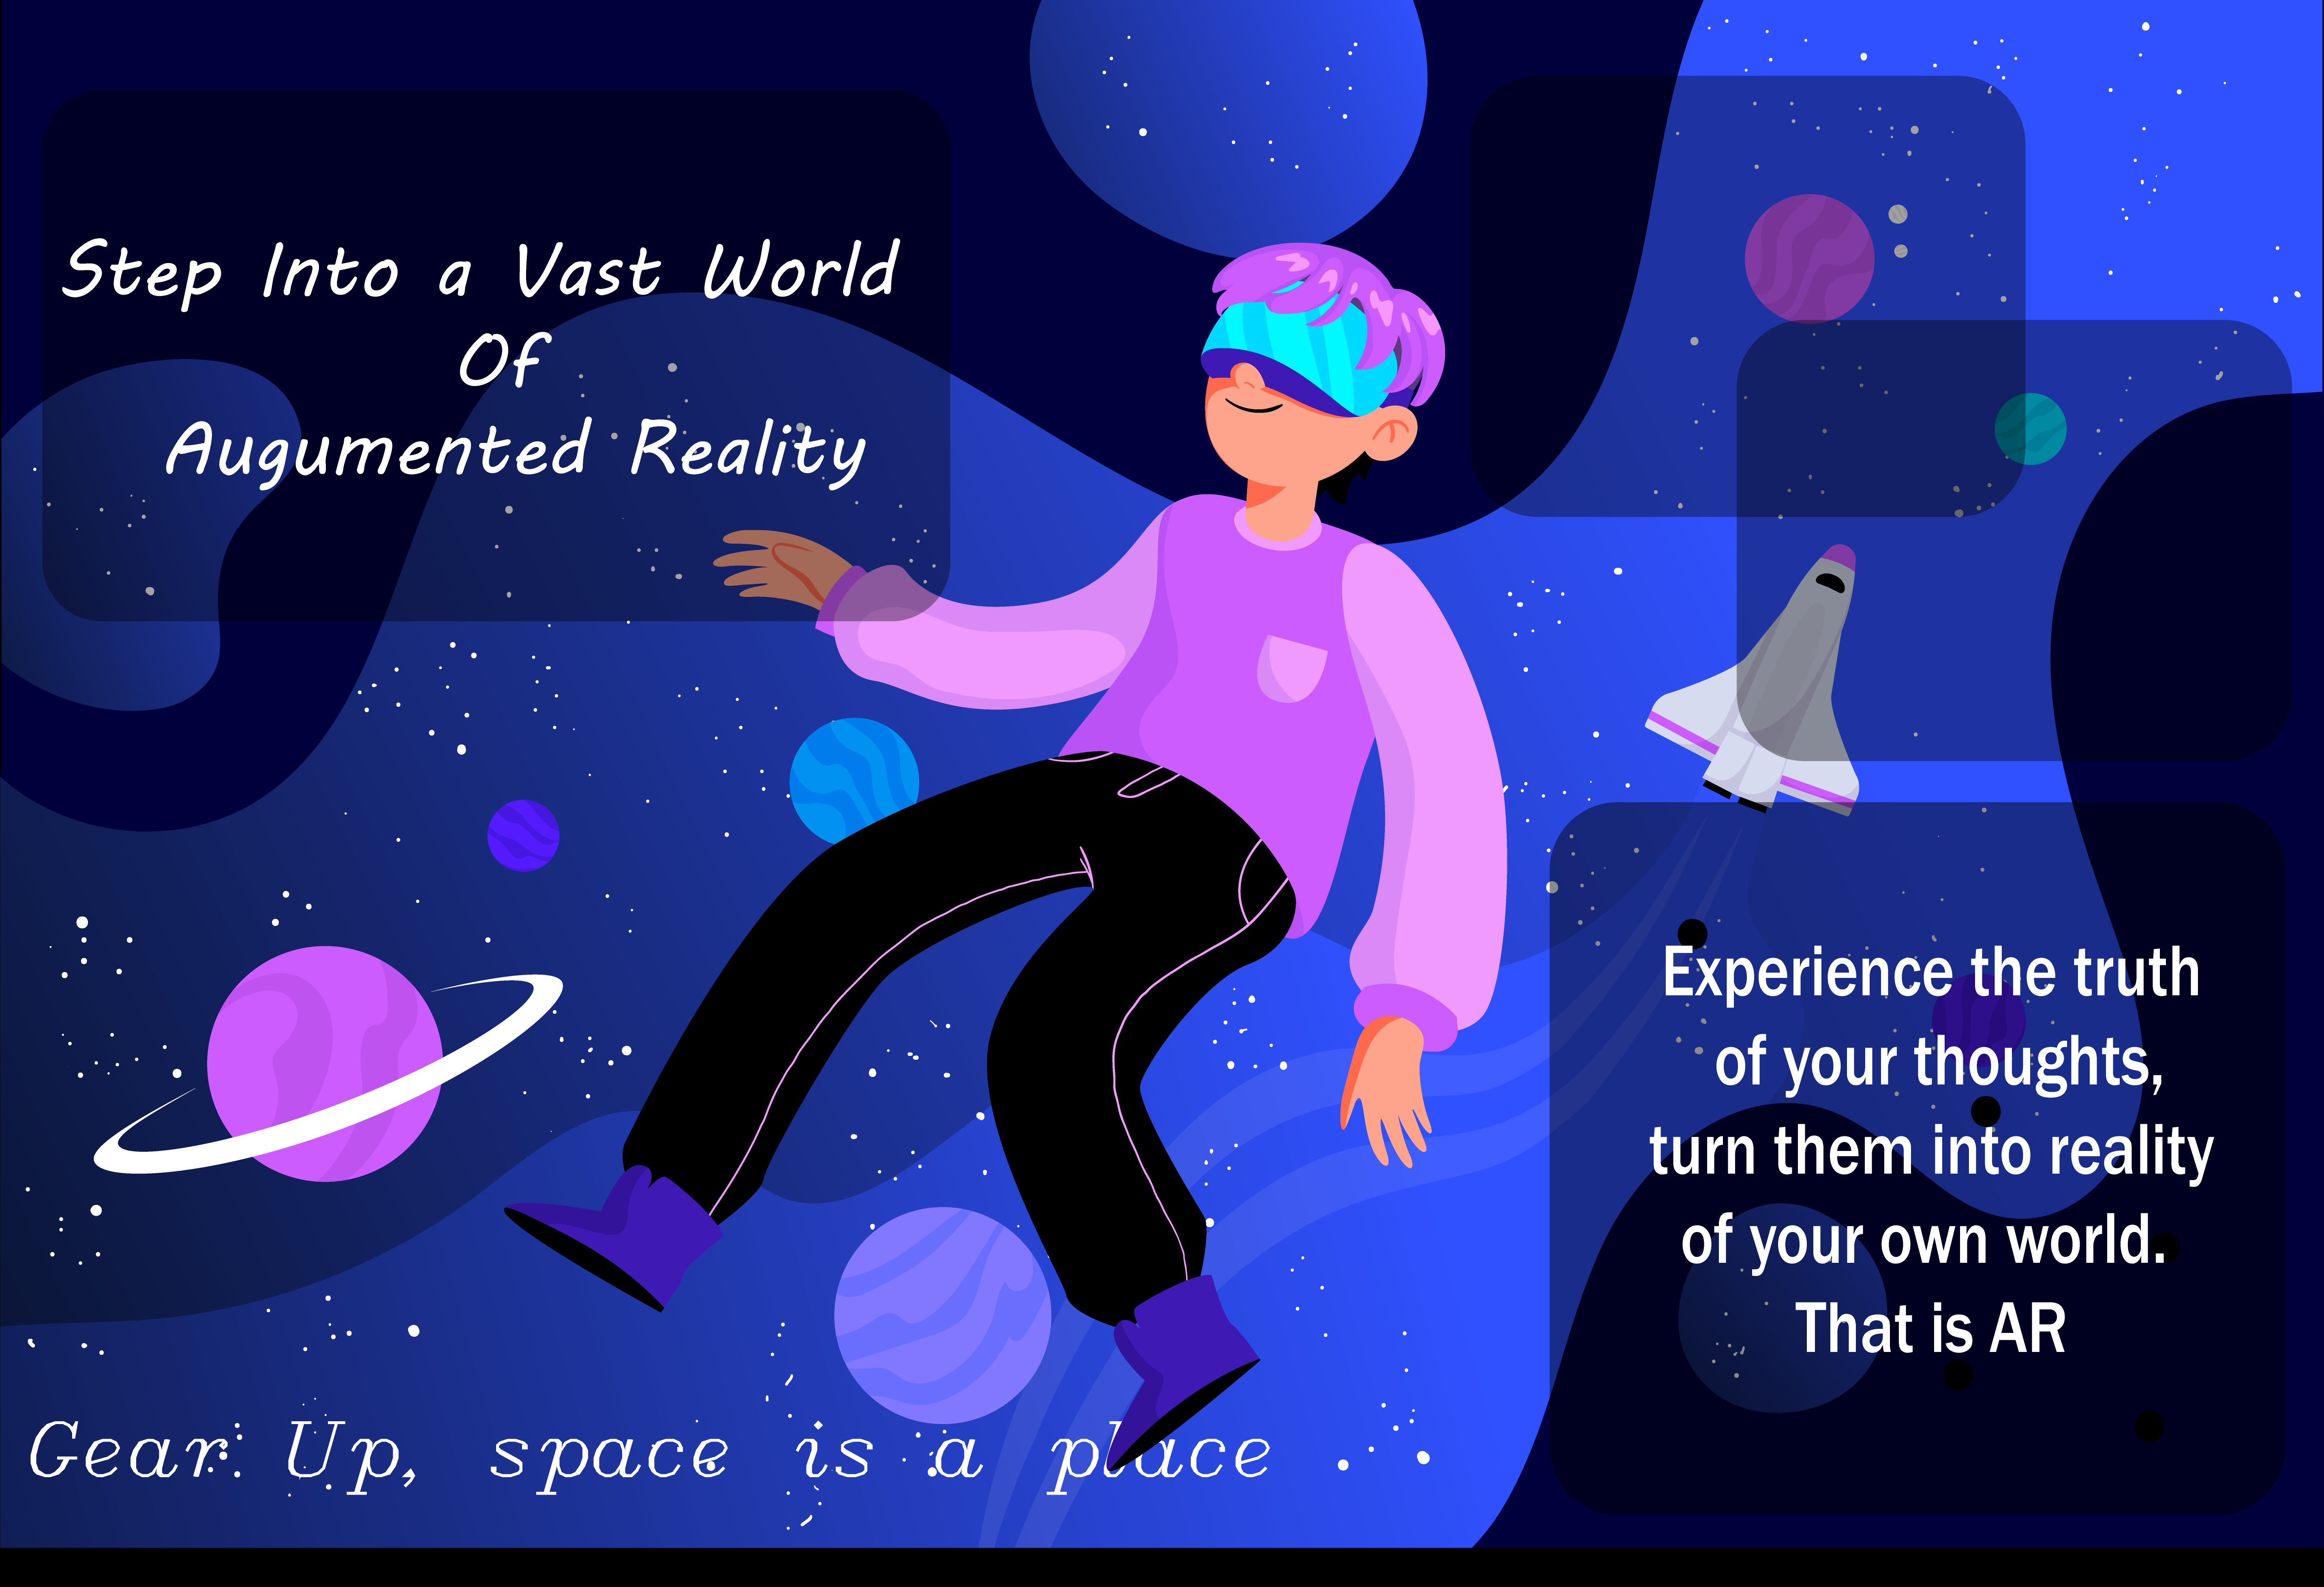 Step Into a Vast World
Of
Augumented Reality
Experience the truth
of your thoughts,
turn them into reality
of your own world.
That is AR
Gear Up, space is a place